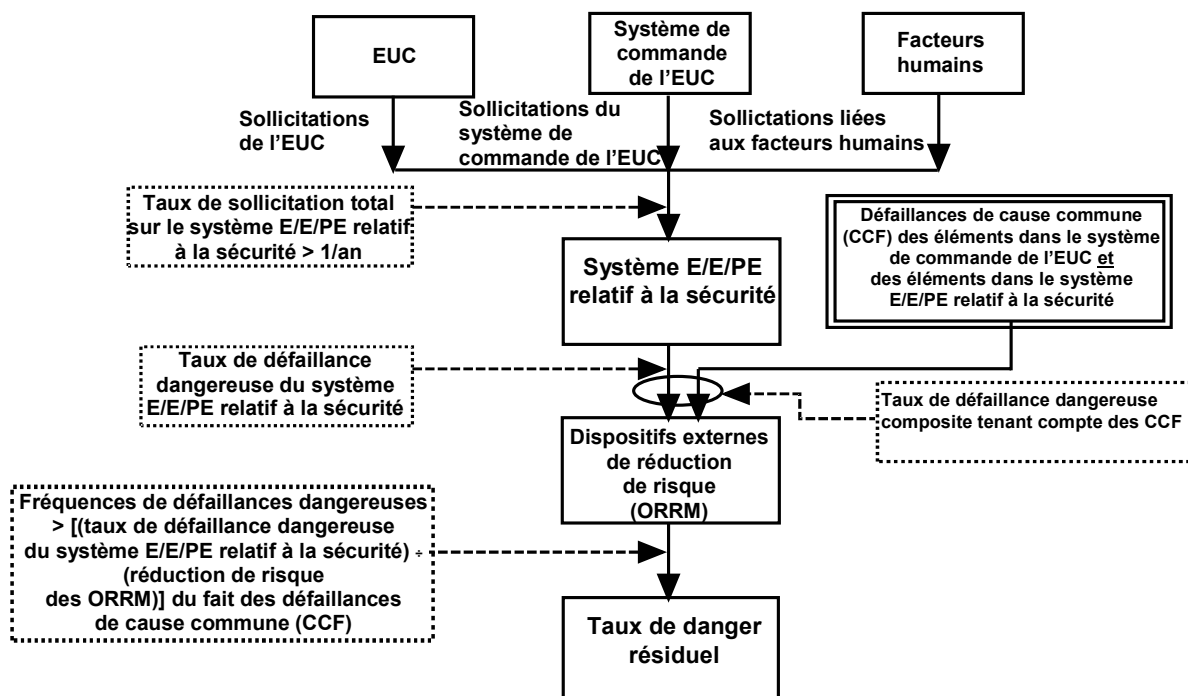 EUC
Système de
commande
de l’EUC
Facteurs
humains
Sollicitations
de l’EUC
Sollicitations du
système de
commande de l’EUC
Sollictations liées
aux facteurs humains
Taux de sollicitation total
sur le système E/E/PE relatif
à la sécurité > 1/an
Défaillances de cause commune
(CCF) des éléments dans le système
de commande de l’EUC et
des éléments dans le système
E/E/PE relatif à la sécurité
Système E/E/PE
relatif à la sécurité
Taux de défaillance
dangereuse du système
E/E/PE relatif à la sécurité
Taux de défaillance dangereuse
composite tenant compte des CCF
Dispositifs externes
de réduction
de risque
(ORRM)
Fréquences de défaillances dangereuses
> [(taux de défaillance dangereuse
du système E/E/PE relatif à la sécurité) ÷
(réduction de risque
des ORRM)] du fait des défaillances
de cause commune (CCF)
Taux de danger
résiduel